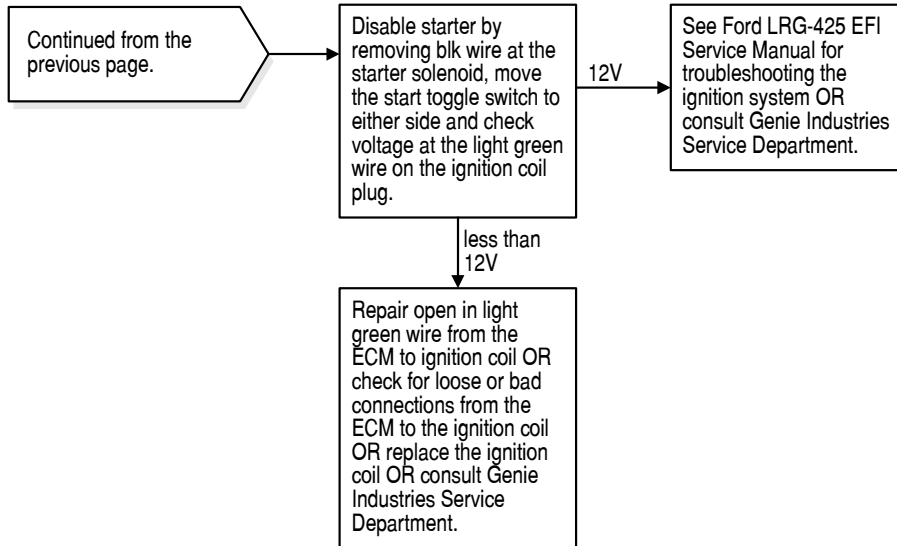 Continued from the
previous page.
Disable starter by
removing blk wire at the
starter solenoid, move
the start toggle switch to
either side and check
voltage at the light green
wire on the ignition coil
plug.
12V
See Ford LRG-425 EFI
Service Manual for
troubleshooting the
ignition system OR
consult Genie Industries
Service Department.
less than
12V
Repair open in light
green wire from the
ECM to ignition coil OR
check for loose or bad
connections from the
ECM to the ignition coil
OR replace the ignition
coil OR consult Genie
Industries Service
Department.